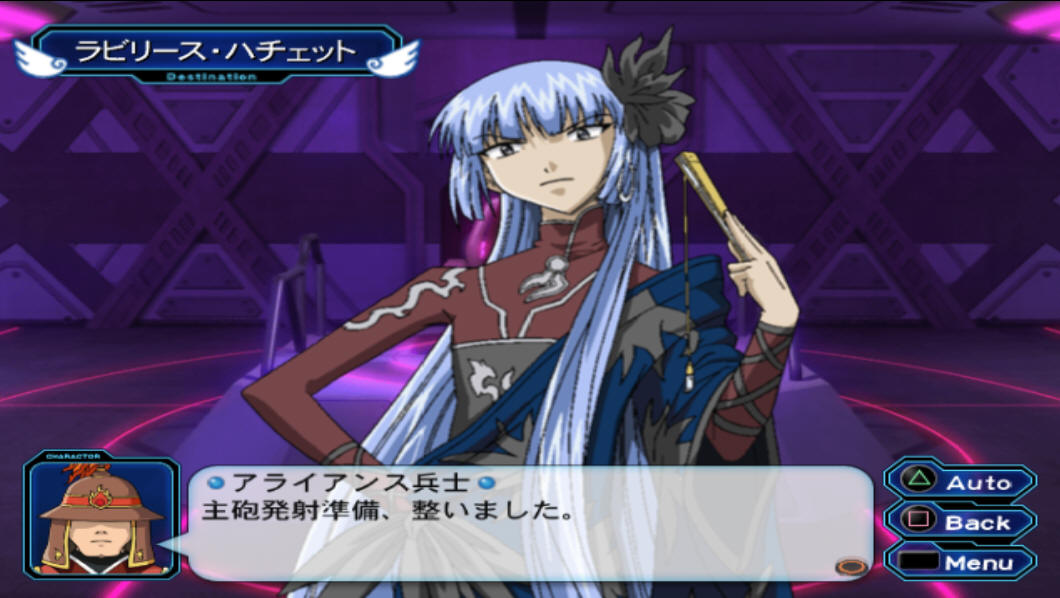 ラビリース・ハチェット
Destination
CHARACTOR
アライアンス兵士
主砲発射準備、整いました。
Auto
Back
Menu